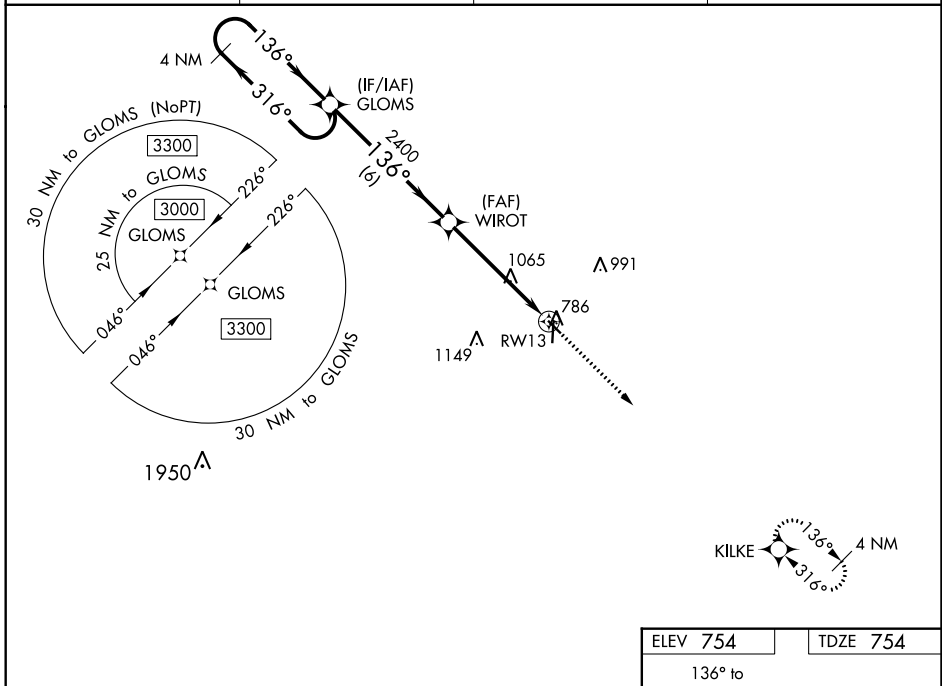 136°
4 NM
316°
(IF/IAF)
GLOMS
30 NM to GLOMS (NoPT)
3300
25 NM to GLOMS
3000
GLOMS
226°
046°
2400
136°
(6)
(FAF)
WIROT
226°
GLOMS
3300
046°
30 NM to GLOMS
1065
991
786
RW13
1149
1950
KILKE
136°
4 NM
316°
ELEV 754
TDZE 754
136° to